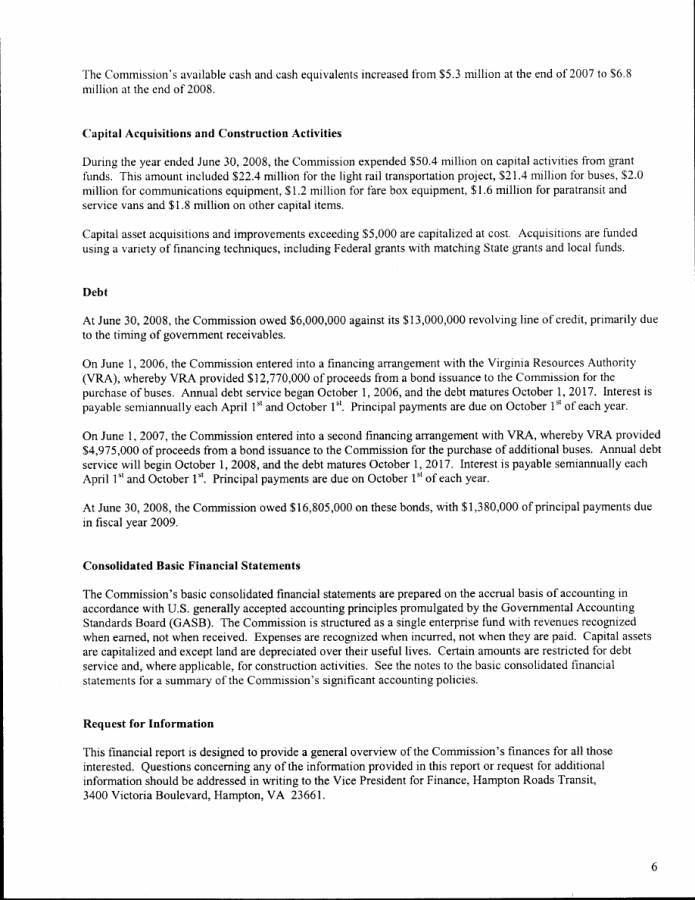 The Commission's available cash and cash equivalents increased from $5.3 million at the end of 2007 to $6.8
million at the end of 2008.
Capital Acquisitions and Construction Activities
During the year ended June 30, 2008, the Commission expended $50.4 million on capital activities from grant
funds. This amount included $22.4 million for the light rail transportation project, $21.4 million for buses, $2.0
million for communications equipment, $1.2 million for fare box equipment, $1.6 million for paratransit and
service vans and $1.8 million on other capital items.
Capital asset acquisitions and improvements exceeding $5,000 are capitalized at cost. Acquisitions are funded
using a variety of financing techniques, including Federal grants with matching State grants and local funds.
Debt
At June 30, 2008, the Commission owed $6,000,000 against its $13,000,000 revolving line of credit, primarily due
to the timing of government receivables.
On June 1, 2006, the Commission entered into a financing arrangement with the Virginia Resources Authority
(VRA), whereby VRA provided $12,770,000 of proceeds from a bond issuance to the Commission for the
purchase of buses. Annual debt service began October 1, 2006, and the debt matures October 1, 2017. Interest is
payable semiannually each April 1st and October 1st. Principal payments are due on October 1st of each year.
On June 1, 2007, the Commission entered into a second financing arrangement with VRA, whereby VRA provided
$4,975,000 of proceeds from a bond issuance to the Commission for the purchase of additional buses. Annual debt
service will begin October 1, 2008, and the debt matures October 1, 2017. Interest is payable semiannually each
April 1st and October 1st. Principal payments are due on October 1st of each year.
At June 30, 2008, the Commission owed $16,805,000 on these bonds, with $1,380,000 of principal payments due
in fiscal year 2009.
Consolidated Basic Financial Statements
The Commission's basic consolidated financial statements are prepared on the accrual basis of accounting in
accordance with U.S. generally accepted accounting principles promulgated by the Governmental Accounting
Standards Board (GASB). The Commission is structured as a single enterprise fund with revenues recognized
when earned, not when received. Expenses are recognized when incurred, not when they are paid. Capital assets
are capitalized and except land are depreciated over their useful lives. Certain amounts are restricted for debt
service and, where applicable, for construction activities. See the notes to the basic consolidated financial
statements for a summary of the Commission's significant accounting policies.
Request for Information
This financial report is designed to provide a general overview of the Commission's finances for all those
interested. Questions concerning any of the information provided in this report or request for additional
information should be addressed in writing to the Vice President for Finance, Hampton Roads Transit,
3400 Victoria Boulevard, Hampton, VA 23661.
6